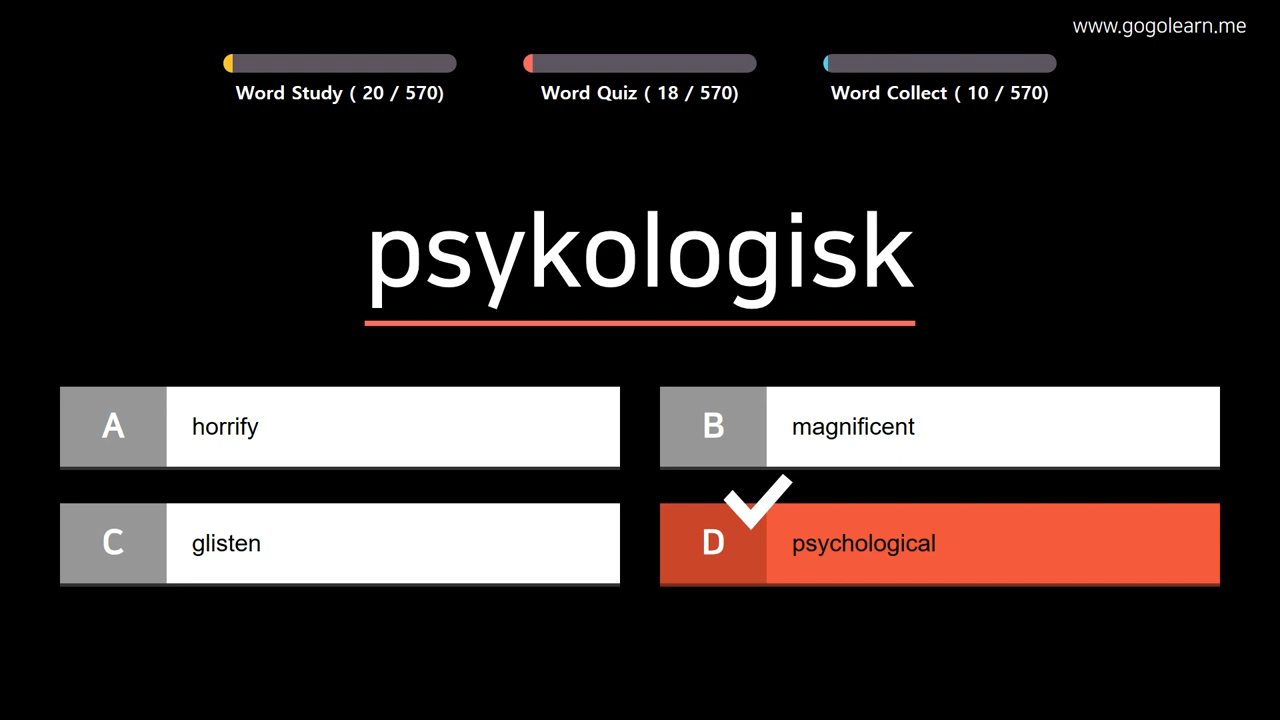 www.gogolearn.me
Word Study ( 20 / 570)
Word Quiz ( 18 / 570)
Word Collect ( 10 / 570)
psykologisk
A horrify
B magnificent
C glisten
D psychological